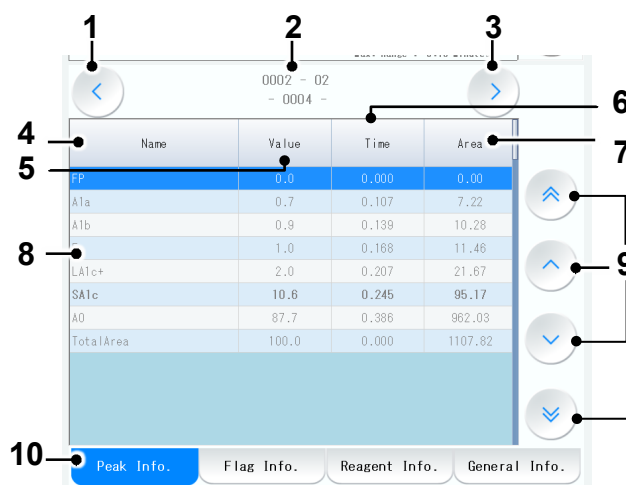 1 2 3
0002 - 02
- 0004 -
6
4 Name Value Time Area
5 7
FP 0.0 0.000 0.00
A1a 0.7 0.107 7.22
A1b 0.9 0.139 10.28
8 1.0 0.168 11.46
LA1c+ 2.0 0.207 21.67
9
SA1c 10.6 0.245 95.17
A0 87.7 0.386 962.03
TotalArea 100.0 0.000 1107.82
10 Peak Info. Flag Info. Reagent Info. General Info.